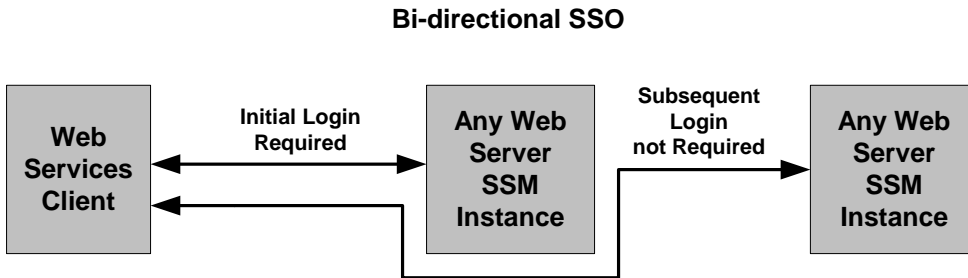 Bi-directional SSO
Web
Services
Client
Initial Login
Required
Any Web
Server
SSM
Instance
Subsequent
Login
not Required
Any Web
Server
SSM
Instance